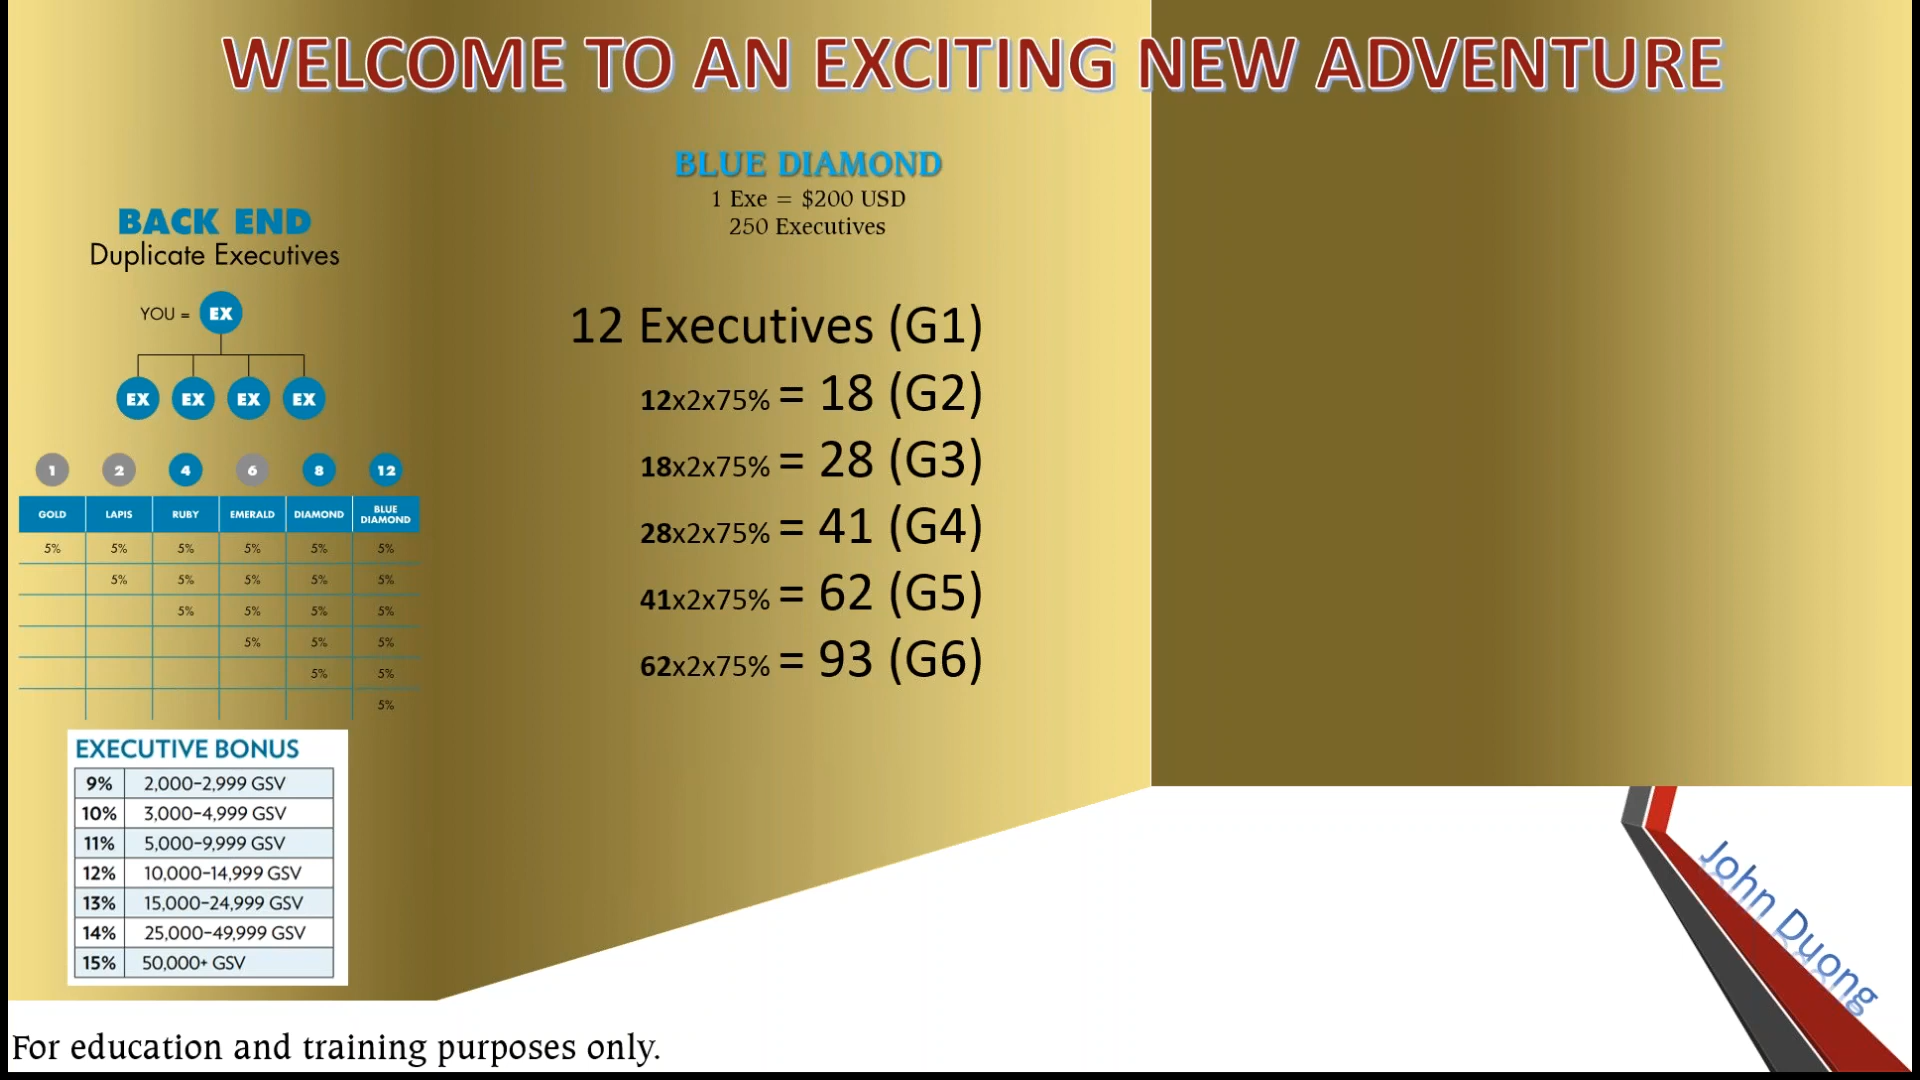 WELCOME TO AN EXCITING NEW ADVENTURE
BACK END
Duplicate Executives
YOU = EX
EX EX EX EX
1 2 4 6 8 12
GOLD LAPIS RUBY EMERALD DIAMOND BLUE DIAMOND
5% 5% 5% 5% 5% 5%
5% 5% 5% 5% 5%
5% 5% 5% 5%
5% 5% 5%
5% 5%
5%
EXECUTIVE BONUS
9% 2,000-2,999 GSV
10% 3,000-4,999 GSV
11% 5,000-9,999 GSV
12% 10,000-14,999 GSV
13% 15,000-24,999 GSV
14% 25,000-49,999 GSV
15% 50,000+ GSV
BLUE DIAMOND
1 Exe = $200 USD
250 Executives
12 Executives (G1)
12x2x75% = 18 (G2)
18x2x75% = 28 (G3)
28x2x75% = 41 (G4)
41x2x75% = 62 (G5)
62x2x75% = 93 (G6)
John Duong
For education and training purposes only.